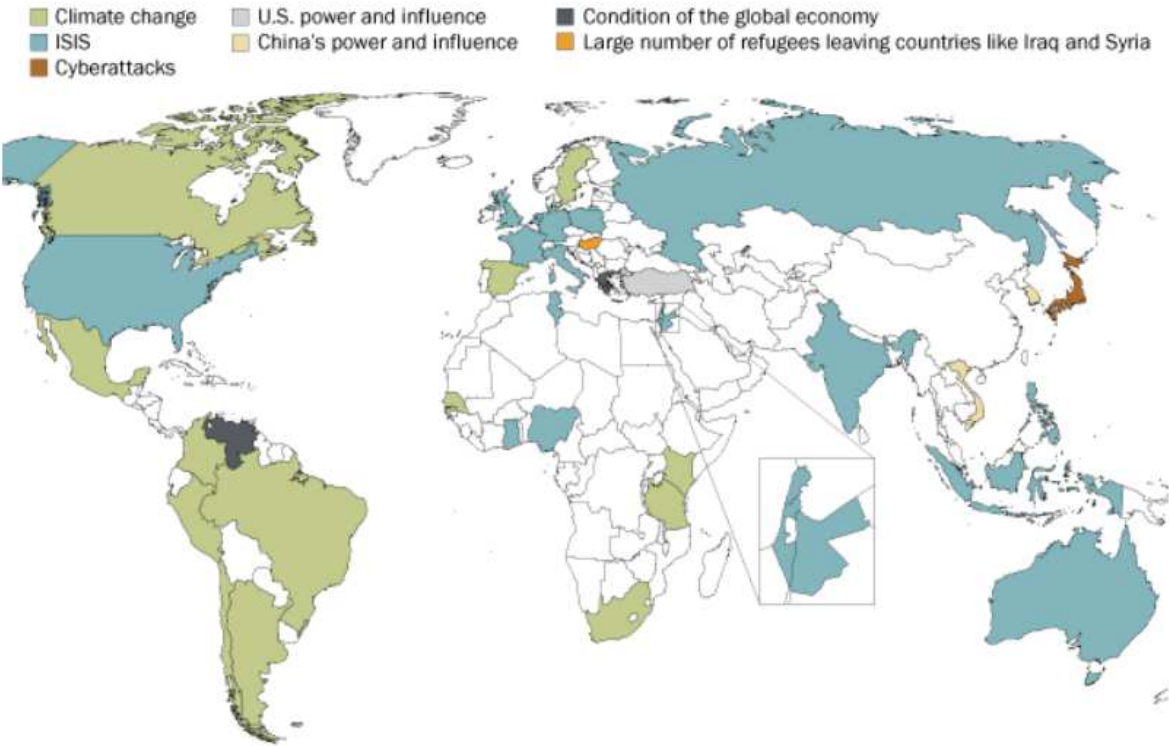 Climate change
U.S. power and influence
Condition of the global economy
ISIS
China's power and influence
Large number of refugees leaving countries like Iraq and Syria
Cyberattacks